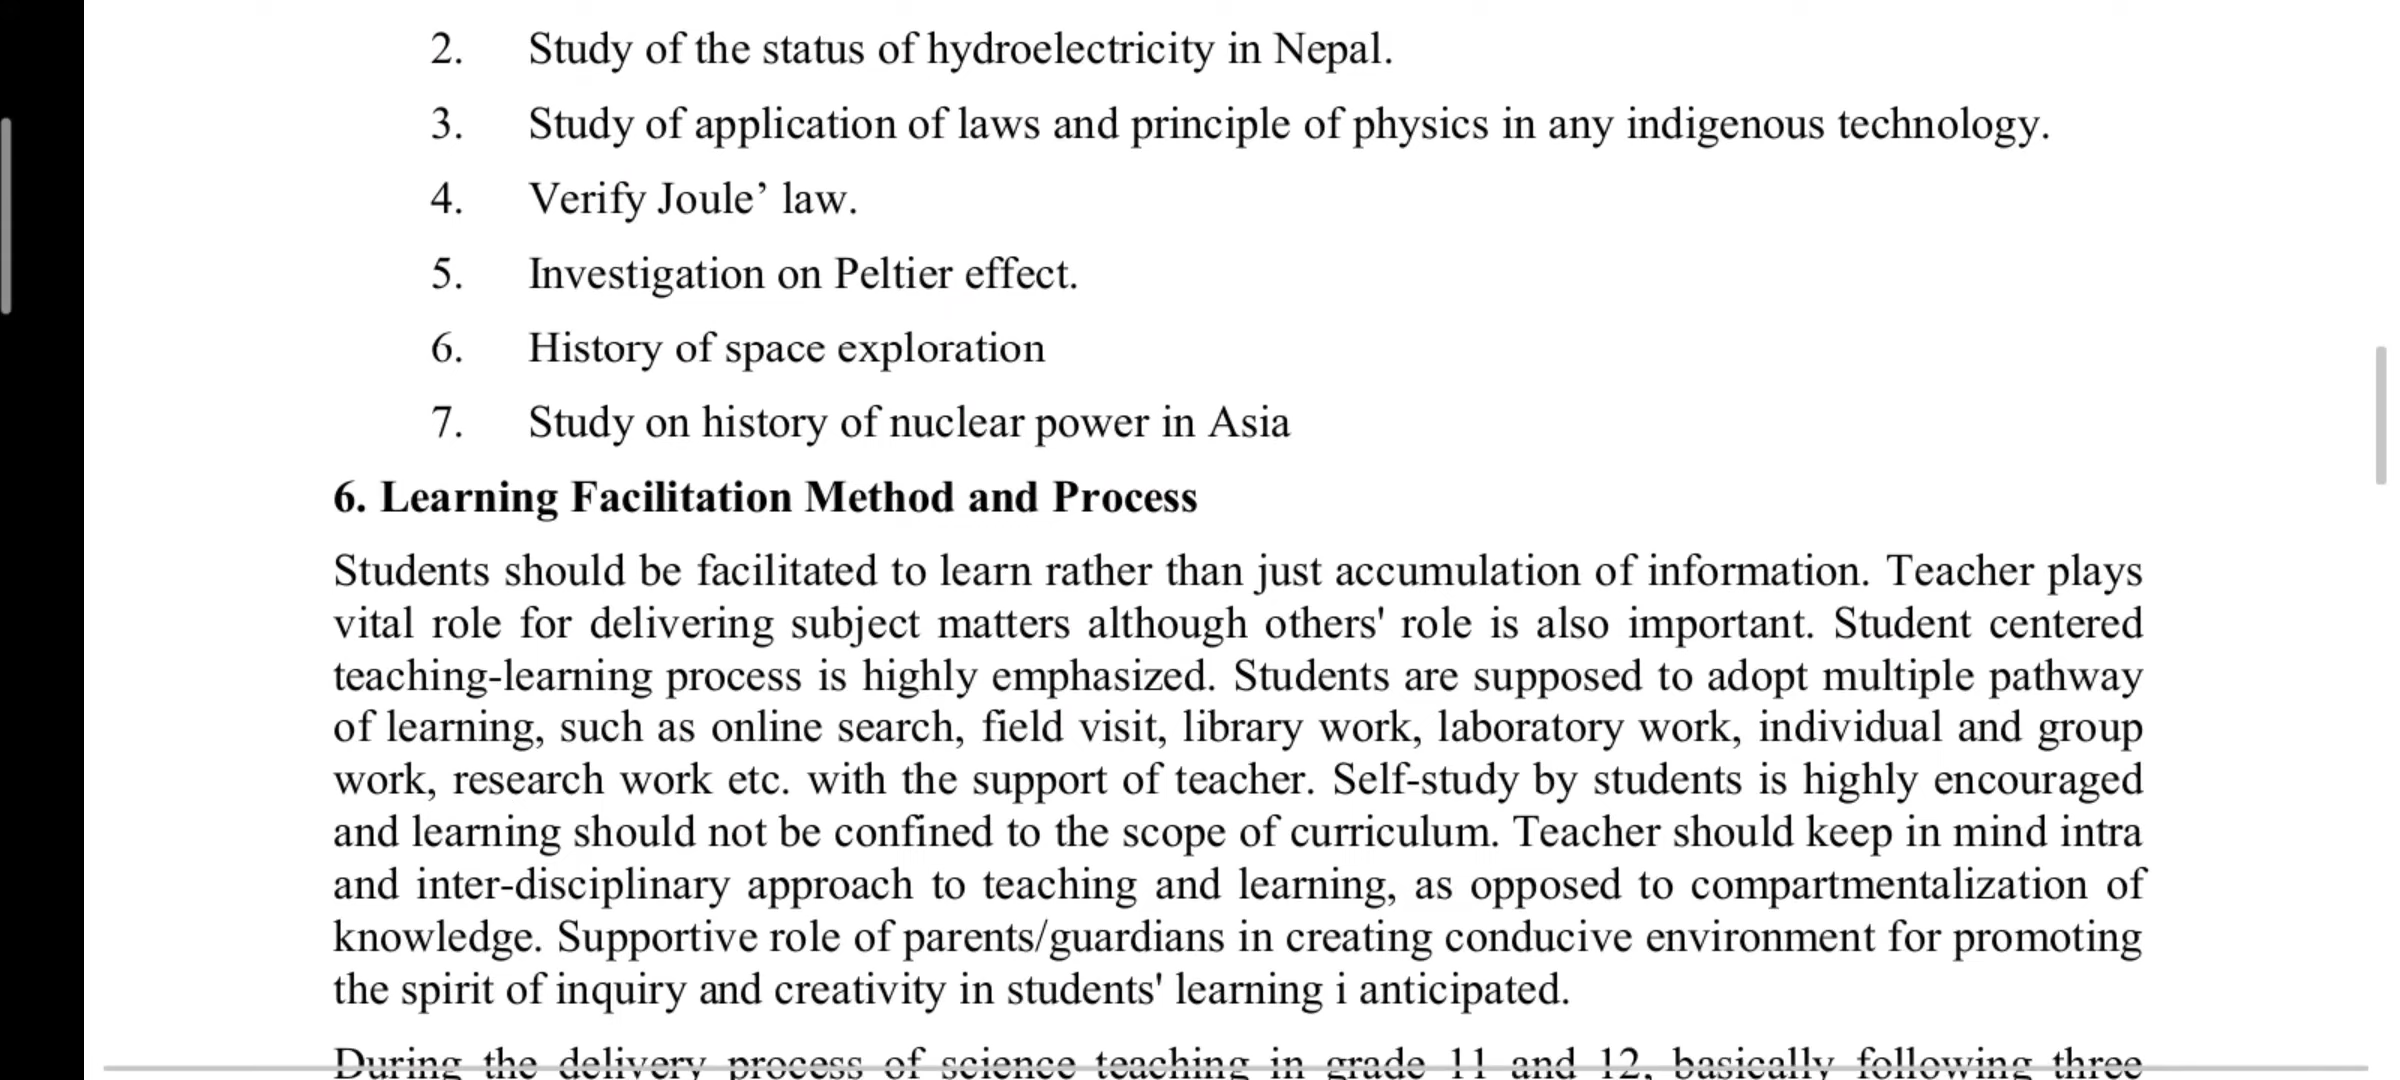 2. Study of the status of hydroelectricity in Nepal.
3. Study of application of laws and principle of physics in any indigenous technology.
4. Verify Joule’ law.
5. Investigation on Peltier effect.
6. History of space exploration
7. Study on history of nuclear power in Asia
6. Learning Facilitation Method and Process
Students should be facilitated to learn rather than just accumulation of information. Teacher plays
vital role for delivering subject matters although others' role is also important. Student centered
teaching-learning process is highly emphasized. Students are supposed to adopt multiple pathway
of learning, such as online search, field visit, library work, laboratory work, individual and group
work, research work etc. with the support of teacher. Self-study by students is highly encouraged
and learning should not be confined to the scope of curriculum. Teacher should keep in mind intra
and inter-disciplinary approach to teaching and learning, as opposed to compartmentalization of
knowledge. Supportive role of parents/guardians in creating conducive environment for promoting
the spirit of inquiry and creativity in students' learning i anticipated.
During the delivery process of science teaching in grade 11 and 12, basically following three